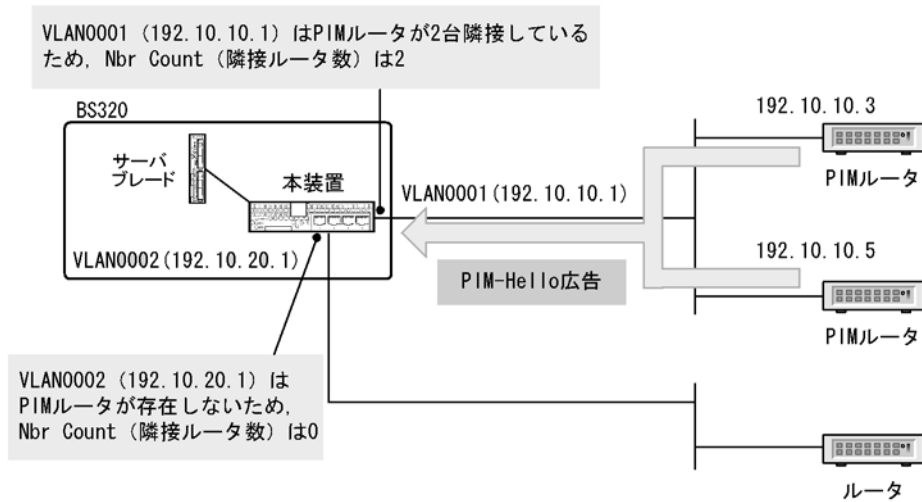 VLAN0001 (192.10.10.1) はPIMルータが2台隣接している
ため, Nbr Count (隣接ルータ数) は2
BS320
サーバ
ブレード
本装置
VLAN0001(192.10.10.1)
VLAN0002(192.10.20.1)
PIM-Hello広告
192.10.10.3
PIMルータ
192.10.10.5
PIMルータ
VLAN0002 (192.10.20.1) は
PIMルータが存在しないため,
Nbr Count (隣接ルータ数) は0
ルータ